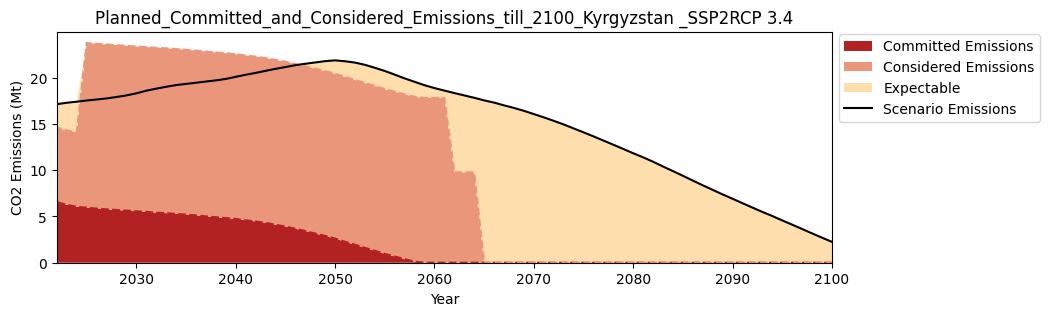 Planned_Committed_and_Considered_Emissions_till_2100_Kyrgyzstan _SSP2RCP 3.4
CO2 Emissions (Mt)
20
15
10
5
0
2030 2040 2050 2060 2070 2080 2090 2100
Year
Committed Emissions
Considered Emissions
Expectable
Scenario Emissions